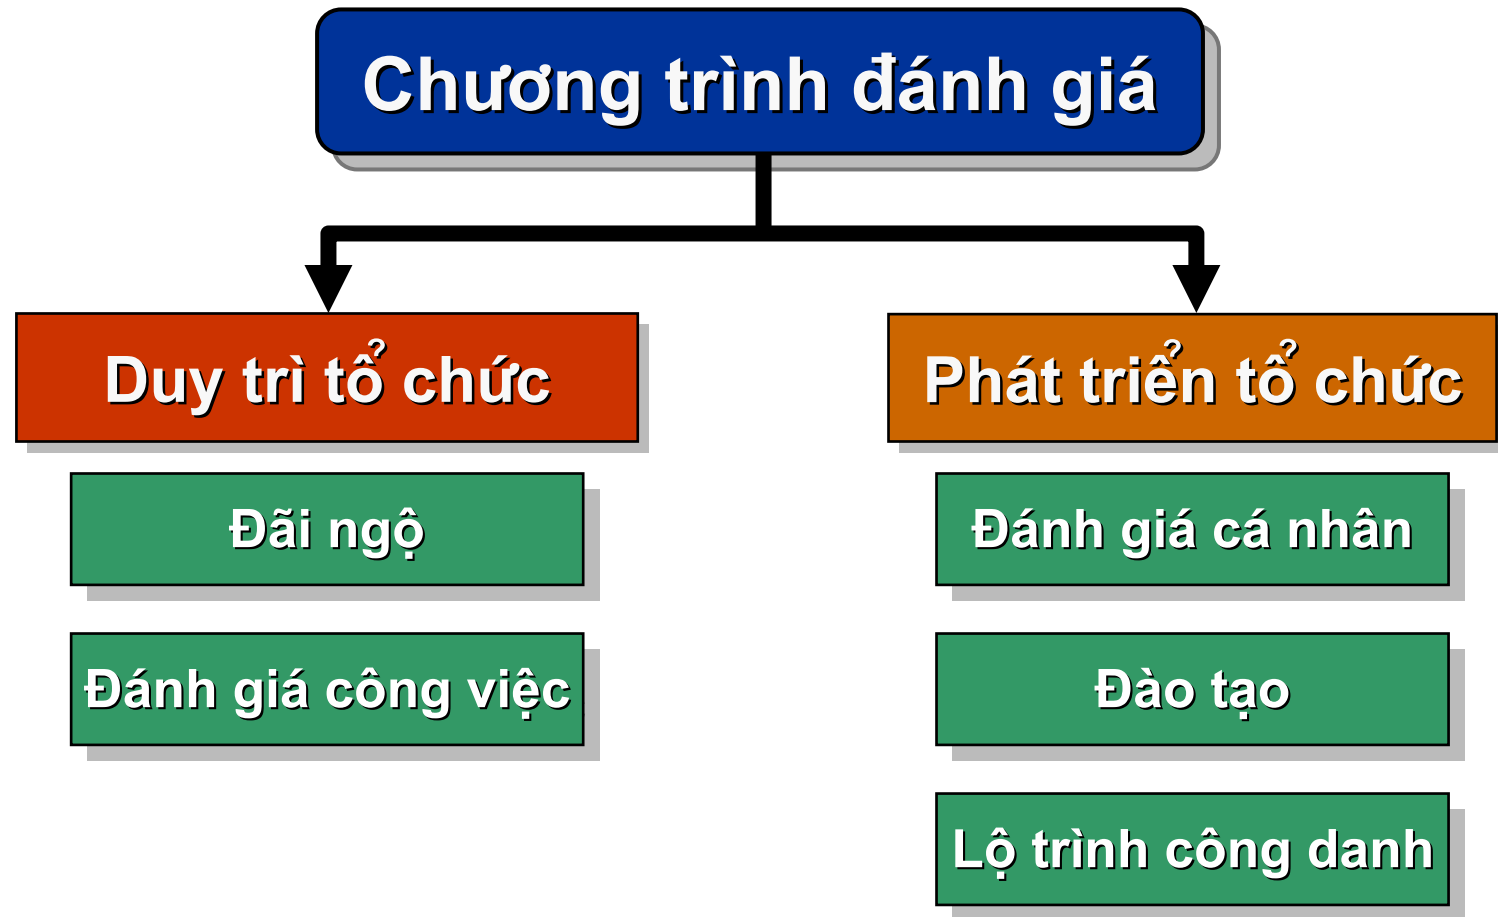 Chương trình đánh giá
Duy trì tổ chức
Đãi ngộ
Đánh giá công việc
Phát triển tổ chức
Đánh giá cá nhân
Đào tạo
Lộ trình công danh